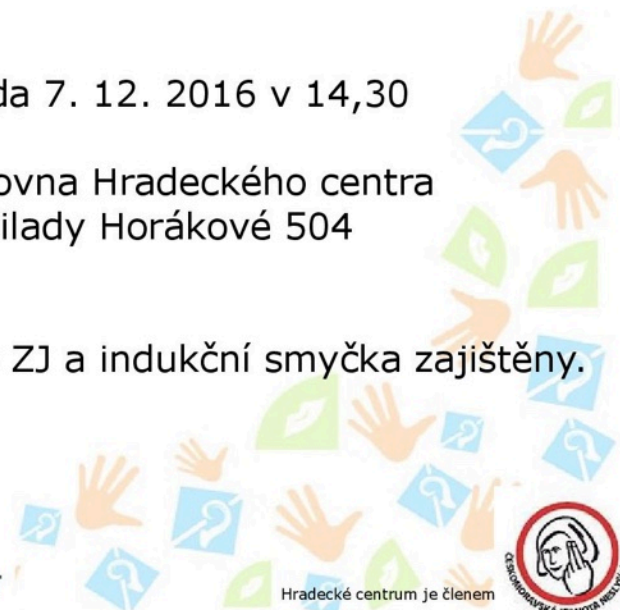 da 7. 12. 2016 v 14,30
ovna Hradeckého centra
ilady Horákové 504
ZJ a indukční smyčka zajištěny.
Hradecké centrum je členem